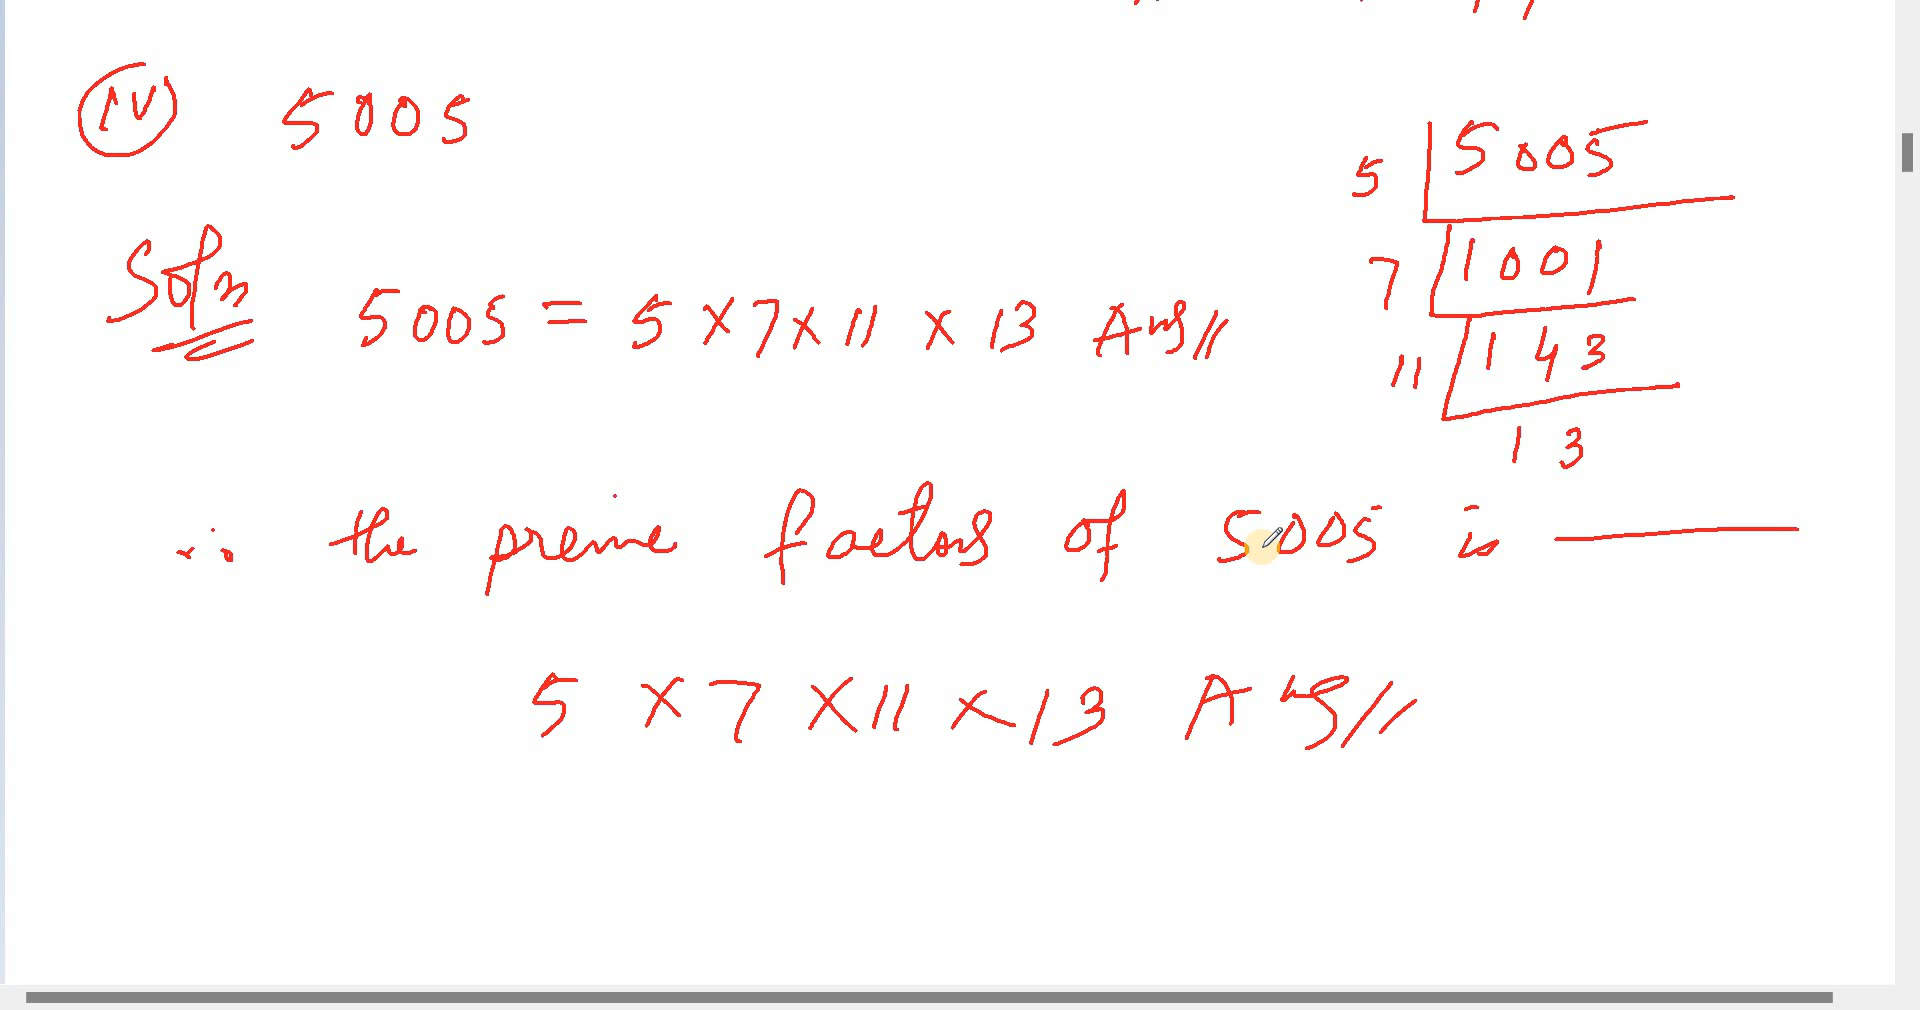 (iv) 5005
5 | 5005
7 | 1001
11 | 143
13
Soln
5005 = 5 × 7 × 11 × 13 Ans//
∴ the preime factors of 5005 is ———
5 × 7 × 11 × 13 Ans//